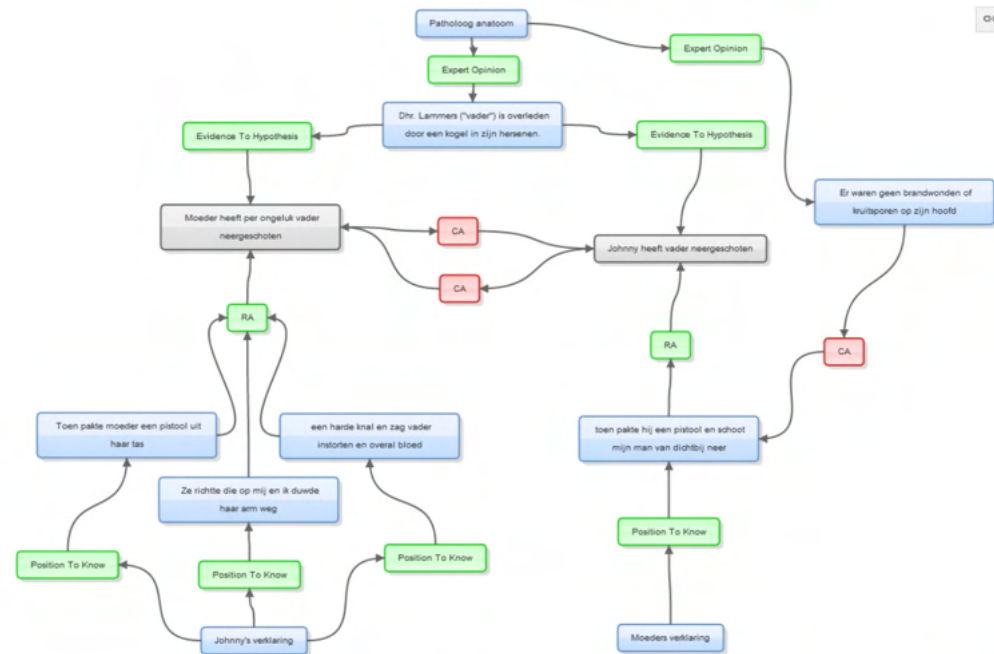 Patholoog anatoom
Expert Opinion
Expert Opinion
Dhr. Lammers ("vader") is overleden
door een kogel in zijn hersenen.
Evidence To Hypothesis
Evidence To Hypothesis
Er waren geen brandwonden of
kruitsporen op zijn hoofd
Moeder heeft per ongeluk vader
neergeschoten
CA
Johnny heeft vader neergeschoten
CA
RA
RA
CA
Toen pakte moeder een pistool uit
haar tas
een harde knal en zag vader
instorten en overal bloed
toen pakte hij een pistool en schoot
mijn man van dichtbij neer
Ze richtte die op mij en ik duwde
haar arm weg
Position To Know
Position To Know
Position To Know
Position To Know
Johnny's verklaring
Moeders verklaring